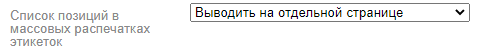 Список позиций в
массовых распечатках
этикеток
Выводить на отдельной странице